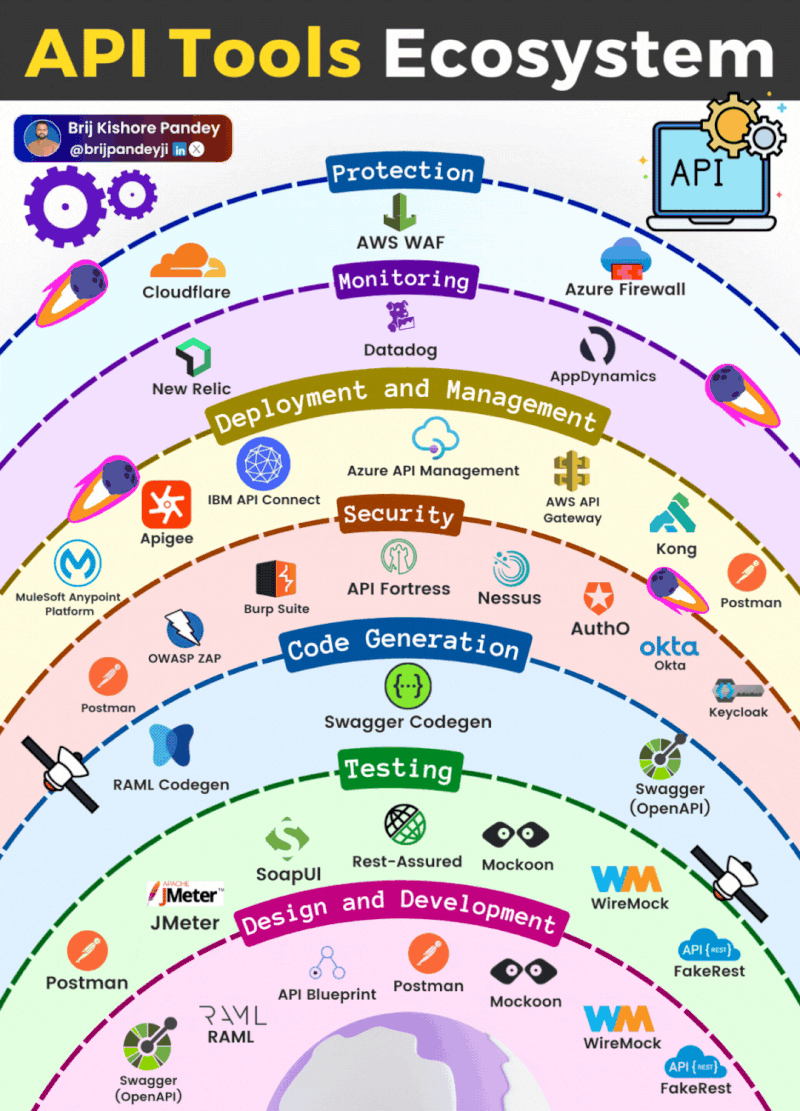 API Tools Ecosystem
Brij Kishore Pandey
@brijpandeyji in X
API
Protection
AWS WAF
Cloudflare
Azure Firewall
Monitoring
Datadog
New Relic
AppDynamics
Deployment and Management
Azure API Management
IBM API Connect
AWS API
Gateway
Apigee
Kong
MuleSoft Anypoint
Platform
Postman
Security
API Fortress
Burp Suite
Nessus
AuthO
OWASP ZAP
okta
Okta
Postman
Keycloak
Code Generation
{···}
Swagger Codegen
RAML Codegen
Swagger
(OpenAPI)
Testing
Rest-Assured
SoapUI
Mockoon
APACHE
JMeter™
JMeter
WM
WireMock
Postman
API {REST}
FakeRest
Design and Development
Postman
API Blueprint
Mockoon
RAML
RAML
WM
WireMock
Swagger
(OpenAPI)
API {REST}
FakeRest